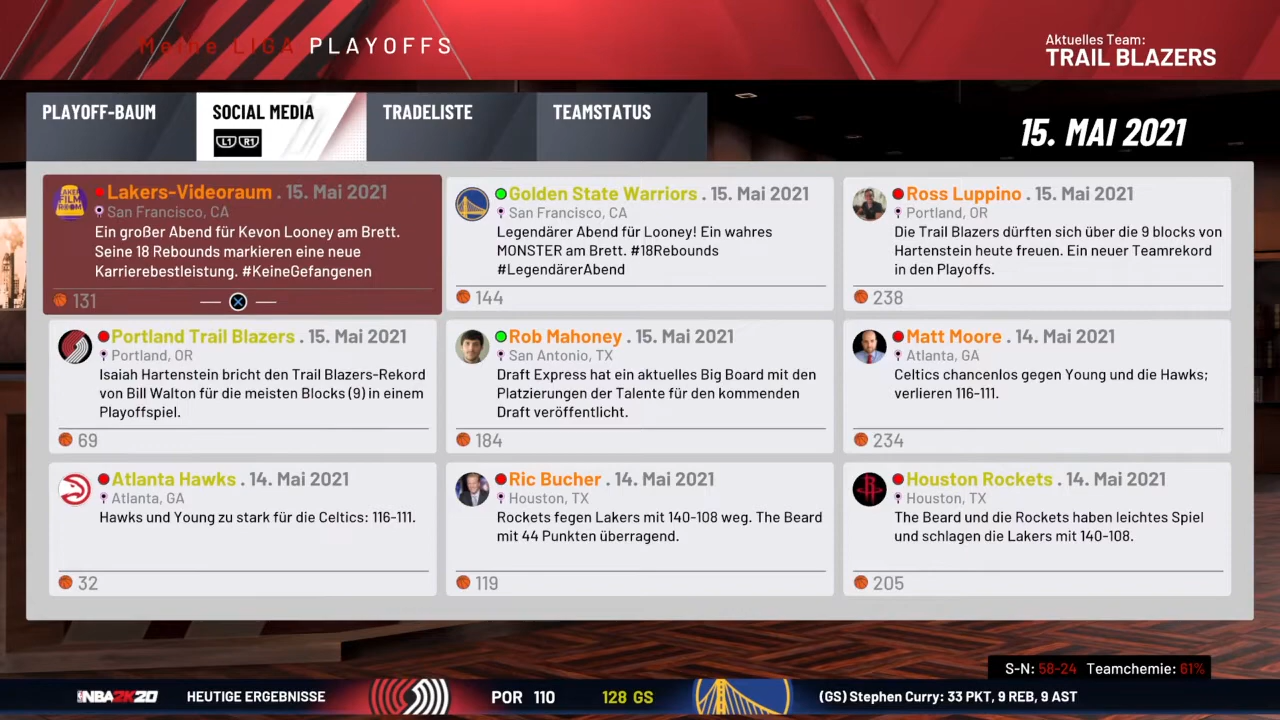 Meine LIGA PLAYOFFS
Aktuelles Team:
TRAIL BLAZERS
PLAYOFF-BAUM
SOCIAL MEDIA
TRADELISTE
TEAMSTATUS
L1 R1
15. MAI 2021
Lakers-Videoraum . 15. Mai 2021
San Francisco, CA
Ein großer Abend für Kevon Looney am Brett.
Seine 18 Rebounds markieren eine neue
Karrierebestleistung. #KeineGefangenen
131
Golden State Warriors . 15. Mai 2021
San Francisco, CA
Legendärer Abend für Looney! Ein wahres
MONSTER am Brett. #18Rebounds
#LegendärerAbend
144
Ross Luppino . 15. Mai 2021
Portland, OR
Die Trail Blazers dürften sich über die 9 blocks von
Hartenstein heute freuen. Ein neuer Teamrekord
in den Playoffs.
238
Portland Trail Blazers . 15. Mai 2021
Portland, OR
Isaiah Hartenstein bricht den Trail Blazers-Rekord
von Bill Walton für die meisten Blocks (9) in einem
Playoffspiel.
69
Rob Mahoney . 15. Mai 2021
San Antonio, TX
Draft Express hat ein aktuelles Big Board mit den
Platzierungen der Talente für den kommenden
Draft veröffentlicht.
184
Matt Moore . 14. Mai 2021
Atlanta, GA
Celtics chancenlos gegen Young und die Hawks;
verlieren 116-111.
234
Atlanta Hawks . 14. Mai 2021
Atlanta, GA
Hawks und Young zu stark für die Celtics: 116-111.
32
Ric Bucher . 14. Mai 2021
Houston, TX
Rockets fegen Lakers mit 140-108 weg. The Beard
mit 44 Punkten überragend.
119
Houston Rockets . 14. Mai 2021
Houston, TX
The Beard und die Rockets haben leichtes Spiel
und schlagen die Lakers mit 140-108.
205
S-N: 58-24 Teamchemie: 61%
NBA2K20 HEUTIGE ERGEBNISSE POR 110 128 GS (GS) Stephen Curry: 33 PKT, 9 REB, 9 AST